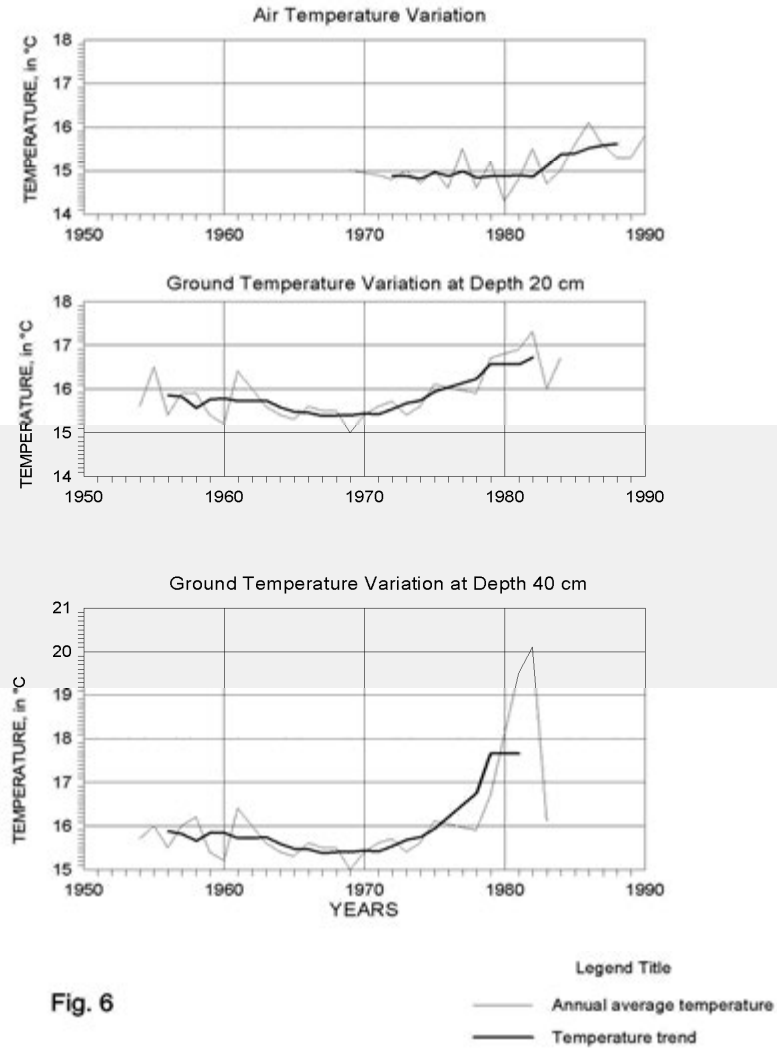 Air Temperature Variation
TEMPERATURE, in °C
18
17
16
15
14
1950 1960 1970 1980 1990
Ground Temperature Variation at Depth 20 cm
TEMPERATURE, in °C
18
17
16
15
14
1950 1960 1970 1980 1990
Ground Temperature Variation at Depth 40 cm
TEMPERATURE, in °C
21
20
19
18
17
16
15
1950 1960 1970 1980 1990
YEARS
Legend Title
Fig. 6
Annual average temperature
Temperature trend